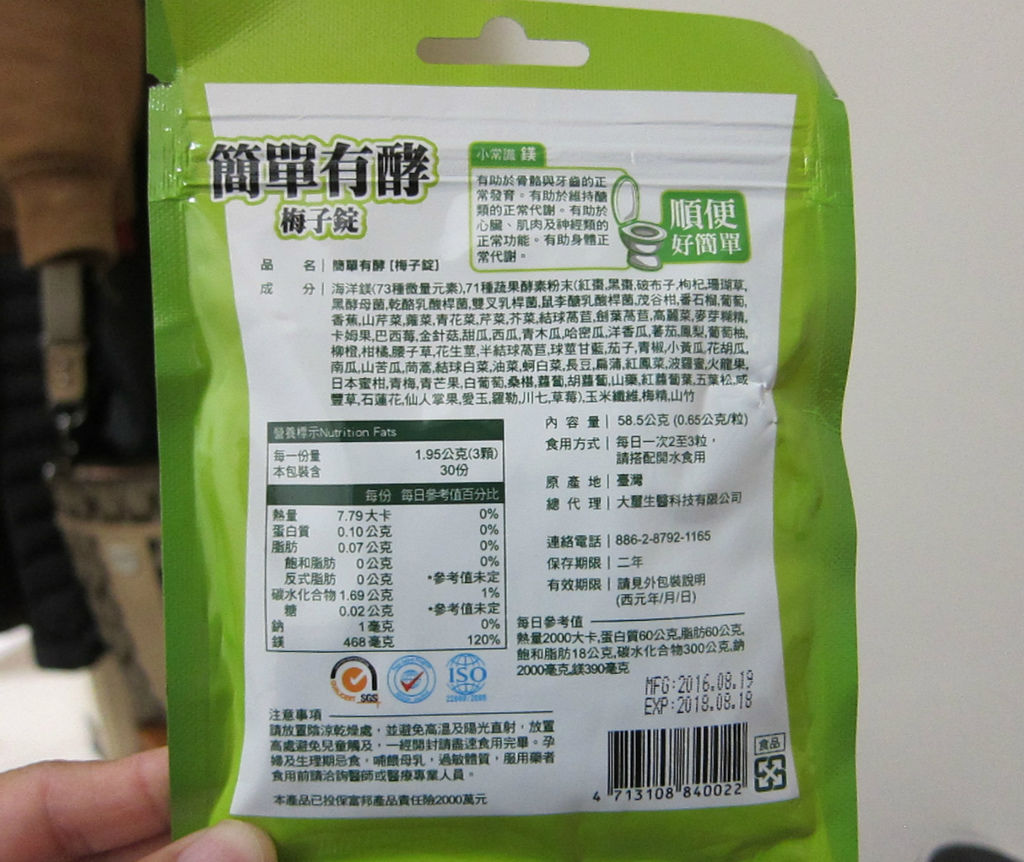 簡單有酵
梅子錠
小常識 鎂
有助於骨骼與牙齒的正
常發育。有助於維持醣
類的正常代謝。有助於
心臟、肌肉及神經類的
正常功能。有助身體正
常代謝。
順便
好簡單
品 名｜簡單有酵 [梅子錠]
成 分｜海洋鎂(73種微量元素),71種蔬果酵素粉末(紅棗,黑棗,破布子,枸杞,珊瑚草,
黑酵母菌,乾酪乳酸桿菌,雙叉乳桿菌,鼠李醣乳酸桿菌,茂谷柑,番石榴,葡萄,
香蕉,山芹菜,蘿菜,青花菜,芹菜,芥菜,結球萵苣,劍葉萵苣,高麗菜,麥芽糊精,
卡姆果,巴西莓,金針菇,甜瓜,西瓜,青木瓜,哈密瓜,洋香瓜,蕃茄,鳳梨,葡萄柚,
柳橙,柑橘,腰子草,花生莖,半結球萵苣,球莖甘藍,茄子,青椒,小黃瓜,花胡瓜,
南瓜,山苦瓜,茼蒿,結球白菜,油菜,蚵白菜,長豆,扁蒲,紅鳳菜,波蘿蜜,火龍果,
日本蜜柑,青梅,青芒果,白葡萄,桑椹,蘿蔔,胡蘿蔔,山藥,紅蘿蔔葉,五葉松,咸
豐草,石蓮花,仙人掌果,愛玉,羅勒,川七,草莓),玉米纖維,梅精,山竹
營養標示Nutrition Fats
每一份量 1.95公克(3顆)
本包裝含 30份
每份 每日參考值百分比
熱量 7.79 大卡 0%
蛋白質 0.10 公克 0%
脂肪 0.07 公克 0%
飽和脂肪 0 公克 0%
反式脂肪 0 公克 *參考值未定
碳水化合物 1.69 公克 1%
糖 0.02 公克 *參考值未定
鈉 1 毫克 0%
鎂 468 毫克 120%
內 容 量｜58.5公克 (0.65公克/粒)
食用方式｜每日一次2至3粒，
請搭配開水食用
原 產 地｜臺灣
總 代 理｜大璽生醫科技有限公司
連絡電話｜886-2-8792-1165
保存期限｜二年
有效期限｜請見外包裝說明
(西元年/月/日)
每日參考值
熱量2000大卡,蛋白質60公克,脂肪60公克,
飽和脂肪18公克,碳水化合物300公克,鈉
2000毫克,鎂390毫克
MFG:2016.08.19
EXP:2018.08.18
SGS
ISO
22000/2005
注意事項
請放置陰涼乾燥處，並避免高溫及陽光直射，放置
高處避免兒童觸及，一經開封請盡速食用完畢。孕
婦及生理期忌食，哺餵母乳，過敏體質，服用藥者
食用前請洽詢醫師或醫療專業人員。
本產品已投保富邦產品責任險2000萬元
4 713108 840022
食品